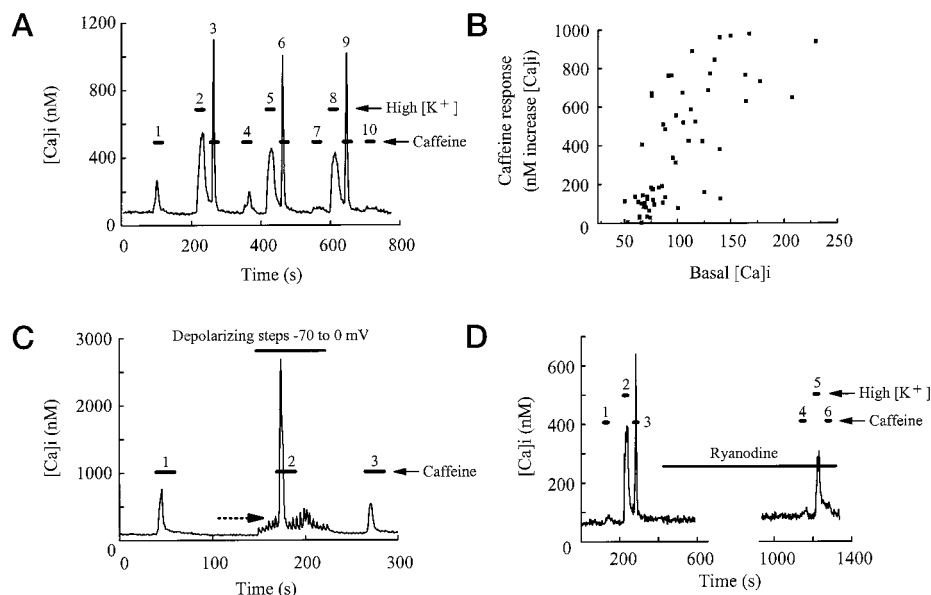 A
[Ca]i (nM)
1200
800
400
0
1
2
3
4
5
6
7
8
9
10
High [K⁺]
Caffeine
0
200
400
600
800
Time (s)
B
Caffeine response
(nM increase [Ca]i)
1000
800
600
400
200
0
50
100
150
200
250
Basal [Ca]i
C
[Ca]i (nM)
3000
2000
1000
0
Depolarizing steps -70 to 0 mV
1
2
3
Caffeine
0
100
200
300
Time (s)
D
[Ca]i (nM)
600
400
200
0
1
2
3
4
5
6
High [K⁺]
Caffeine
Ryanodine
200
600
1000
1400
Time (s)